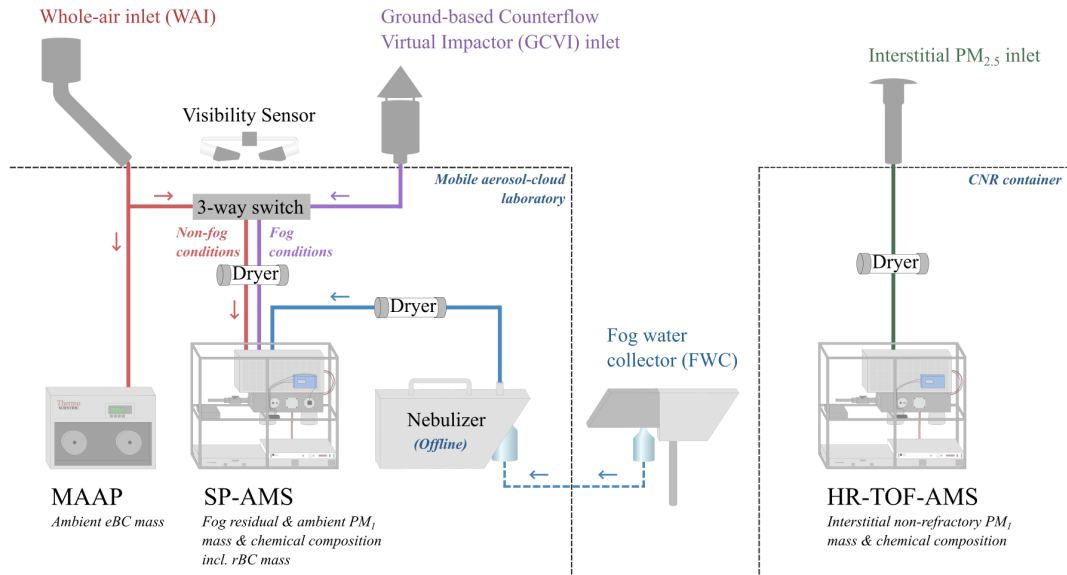 Whole-air inlet (WAI)
Ground-based Counterflow
Virtual Impactor (GCVI) inlet
Interstitial PM2.5 inlet
Visibility Sensor
Mobile aerosol-cloud
laboratory
CNR container
3-way switch
Non-fog
conditions
Fog
conditions
Dryer
Dryer
Dryer
Fog water
collector (FWC)
Thermo
SCIENTIFIC
Nebulizer
(Offline)
MAAP
Ambient eBC mass
SP-AMS
Fog residual & ambient PM1
mass & chemical composition
incl. rBC mass
HR-TOF-AMS
Interstitial non-refractory PM1
mass & chemical composition